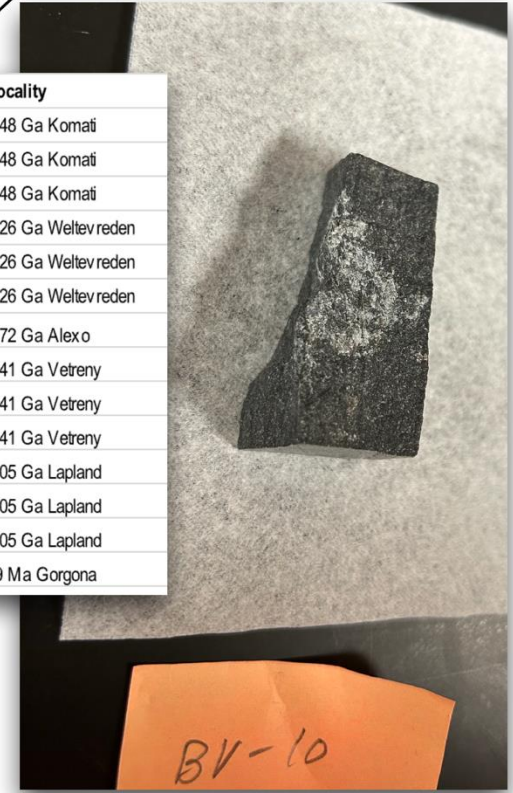 ocality
48 Ga Komati
48 Ga Komati
48 Ga Komati
26 Ga Weltevreden
26 Ga Weltevreden
26 Ga Weltevreden
72 Ga Alexo
41 Ga Vetreny
41 Ga Vetreny
41 Ga Vetreny
05 Ga Lapland
05 Ga Lapland
05 Ga Lapland
9 Ma Gorgona
BV-10